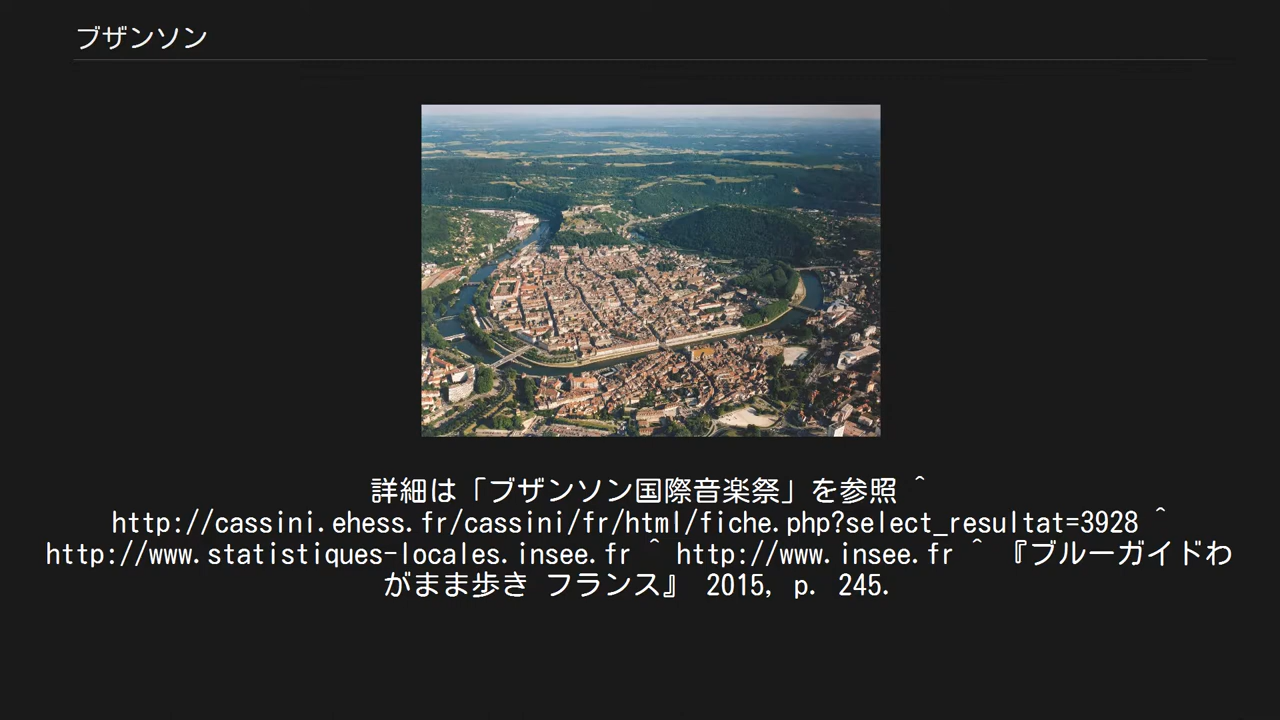 ブザンソン
詳細は「ブザンソン国際音楽祭」を参照 ^
http://cassini.ehess.fr/cassini/fr/html/fiche.php?select_resultat=3928 ^
http://www.statistiques-locales.insee.fr ^ http://www.insee.fr ^ 『ブルーガイドわ
がまま歩き フランス』 2015, p. 245.